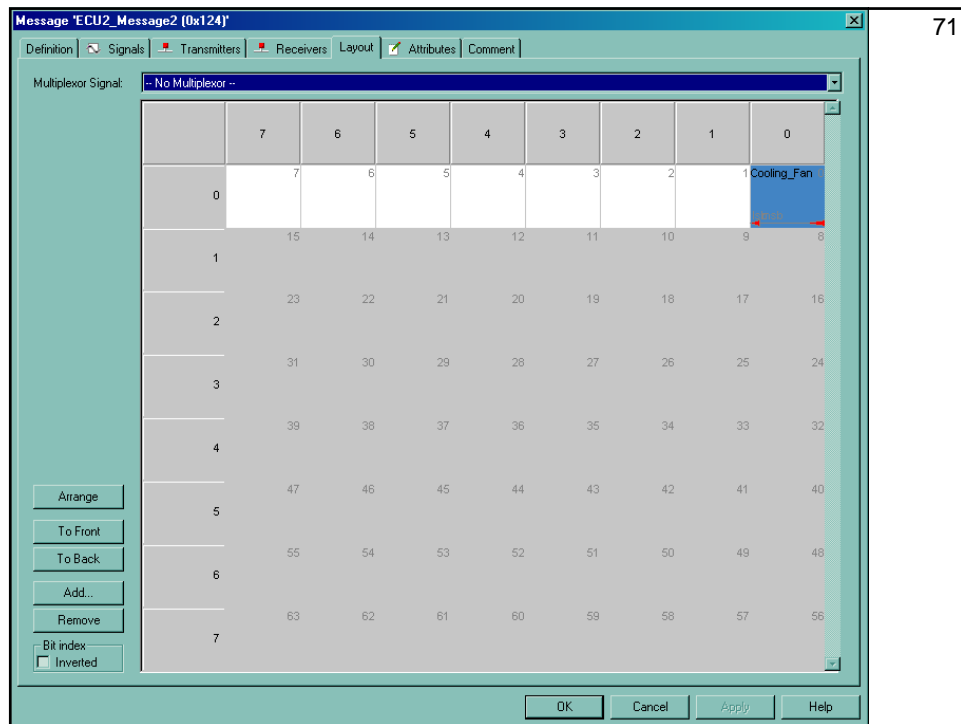 Message 'ECU2_Message2 (0x124)'
71
Definition Signals Transmitters Receivers Layout Attributes Comment
Multiplexor Signal: -- No Multiplexor --
7 6 5 4 3 2 1 0
0 7 6 5 4 3 2 1 Cooling_Fan
1 15 14 13 12 11 10 9 8
2 23 22 21 20 19 18 17 16
3 31 30 29 28 27 26 25 24
4 39 38 37 36 35 34 33 32
5 47 46 45 44 43 42 41 40
6 55 54 53 52 51 50 49 48
7 63 62 61 60 59 58 57 56
Arrange
To Front
To Back
Add...
Remove
Bit index
Inverted
OK Cancel Apply Help